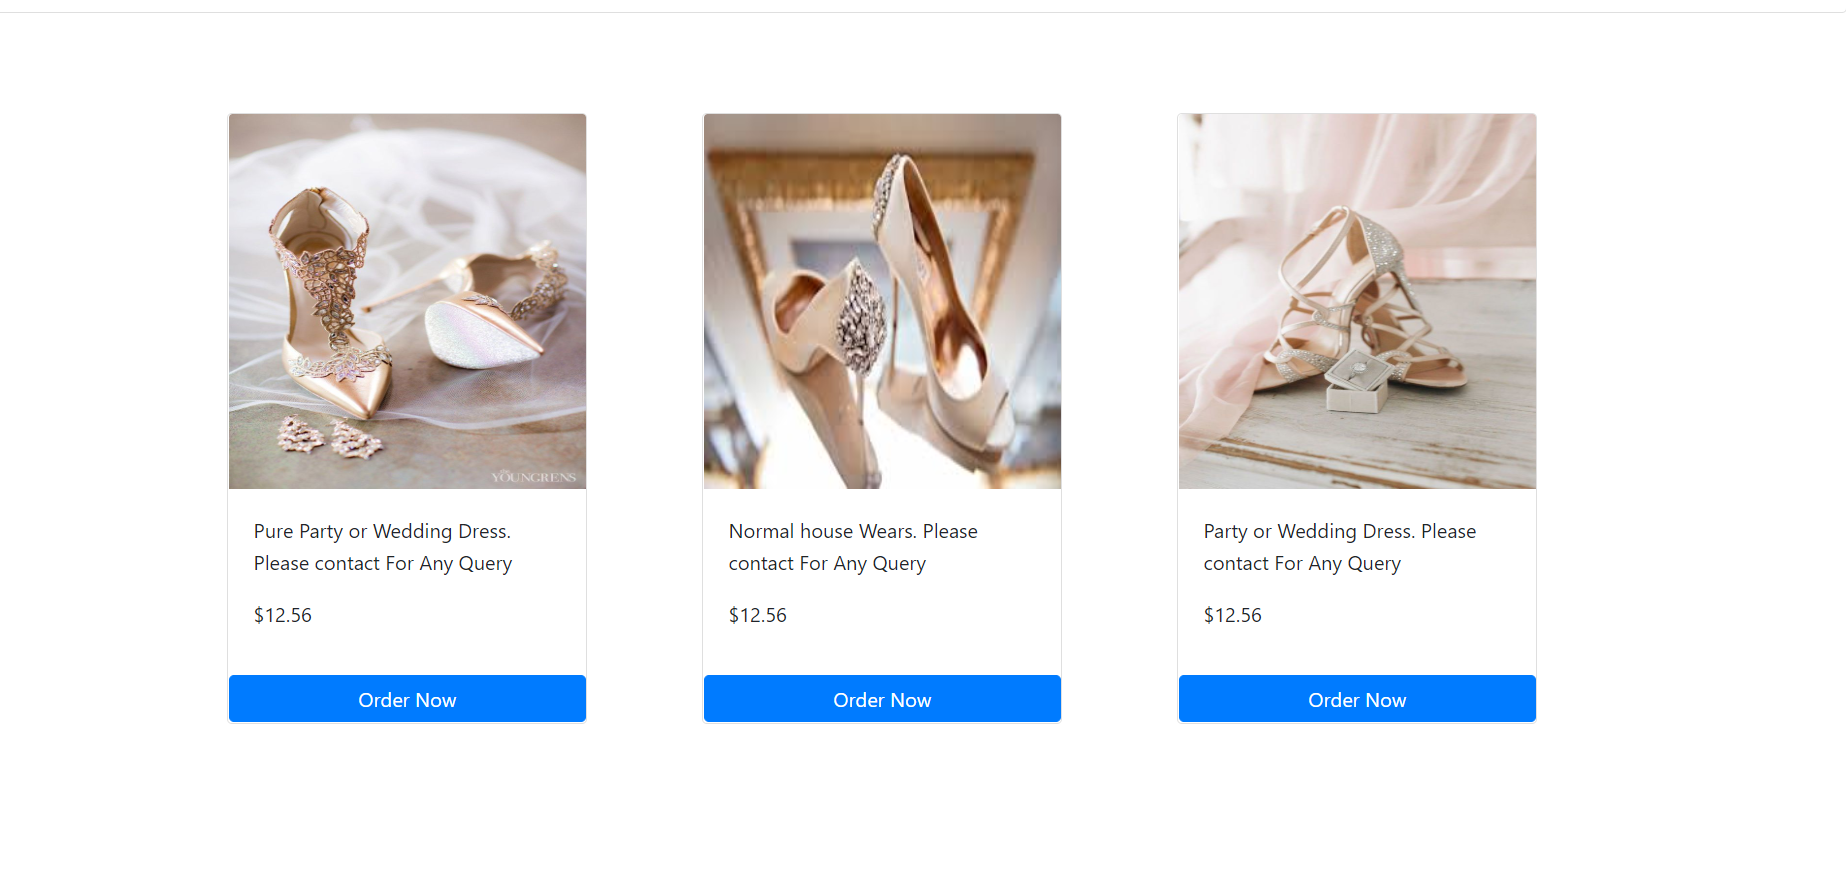 YOUNGRENS
Pure Party or Wedding Dress.
Please contact For Any Query
$12.56
Order Now
Normal house Wears. Please
contact For Any Query
$12.56
Order Now
Party or Wedding Dress. Please
contact For Any Query
$12.56
Order Now